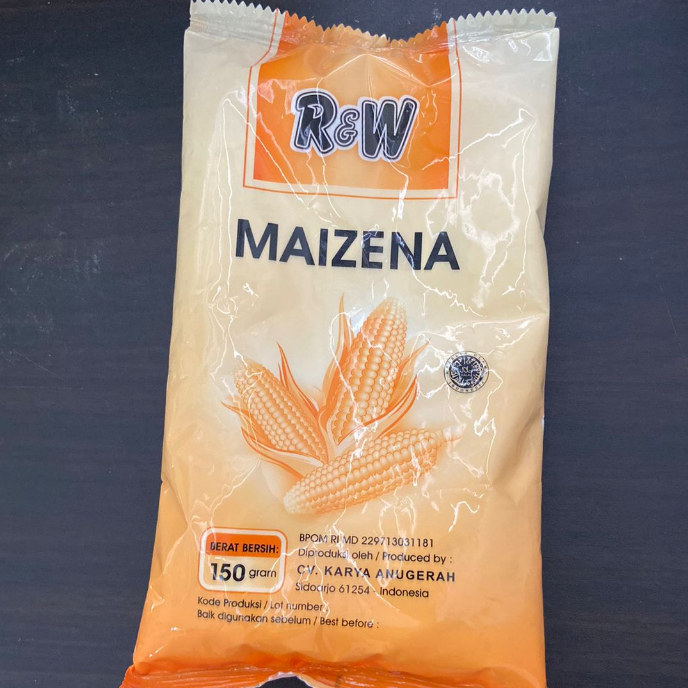 R&W
MAIZENA
BERAT BERSIH:
150 gram
BPOM RI MD 229713031181
Diproduksi oleh / Produced by :
CV. KARYA ANUGERAH
Sidoarjo 61254 - Indonesia
Kode Produksi / Lot number
Baik digunakan sebelum / Best before :